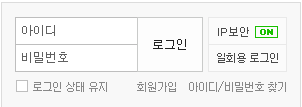 아이디
비밀번호
로그인
IP보안 ON
일회용 로그인
로그인 상태 유지 회원가입 아이디/비밀번호 찾기